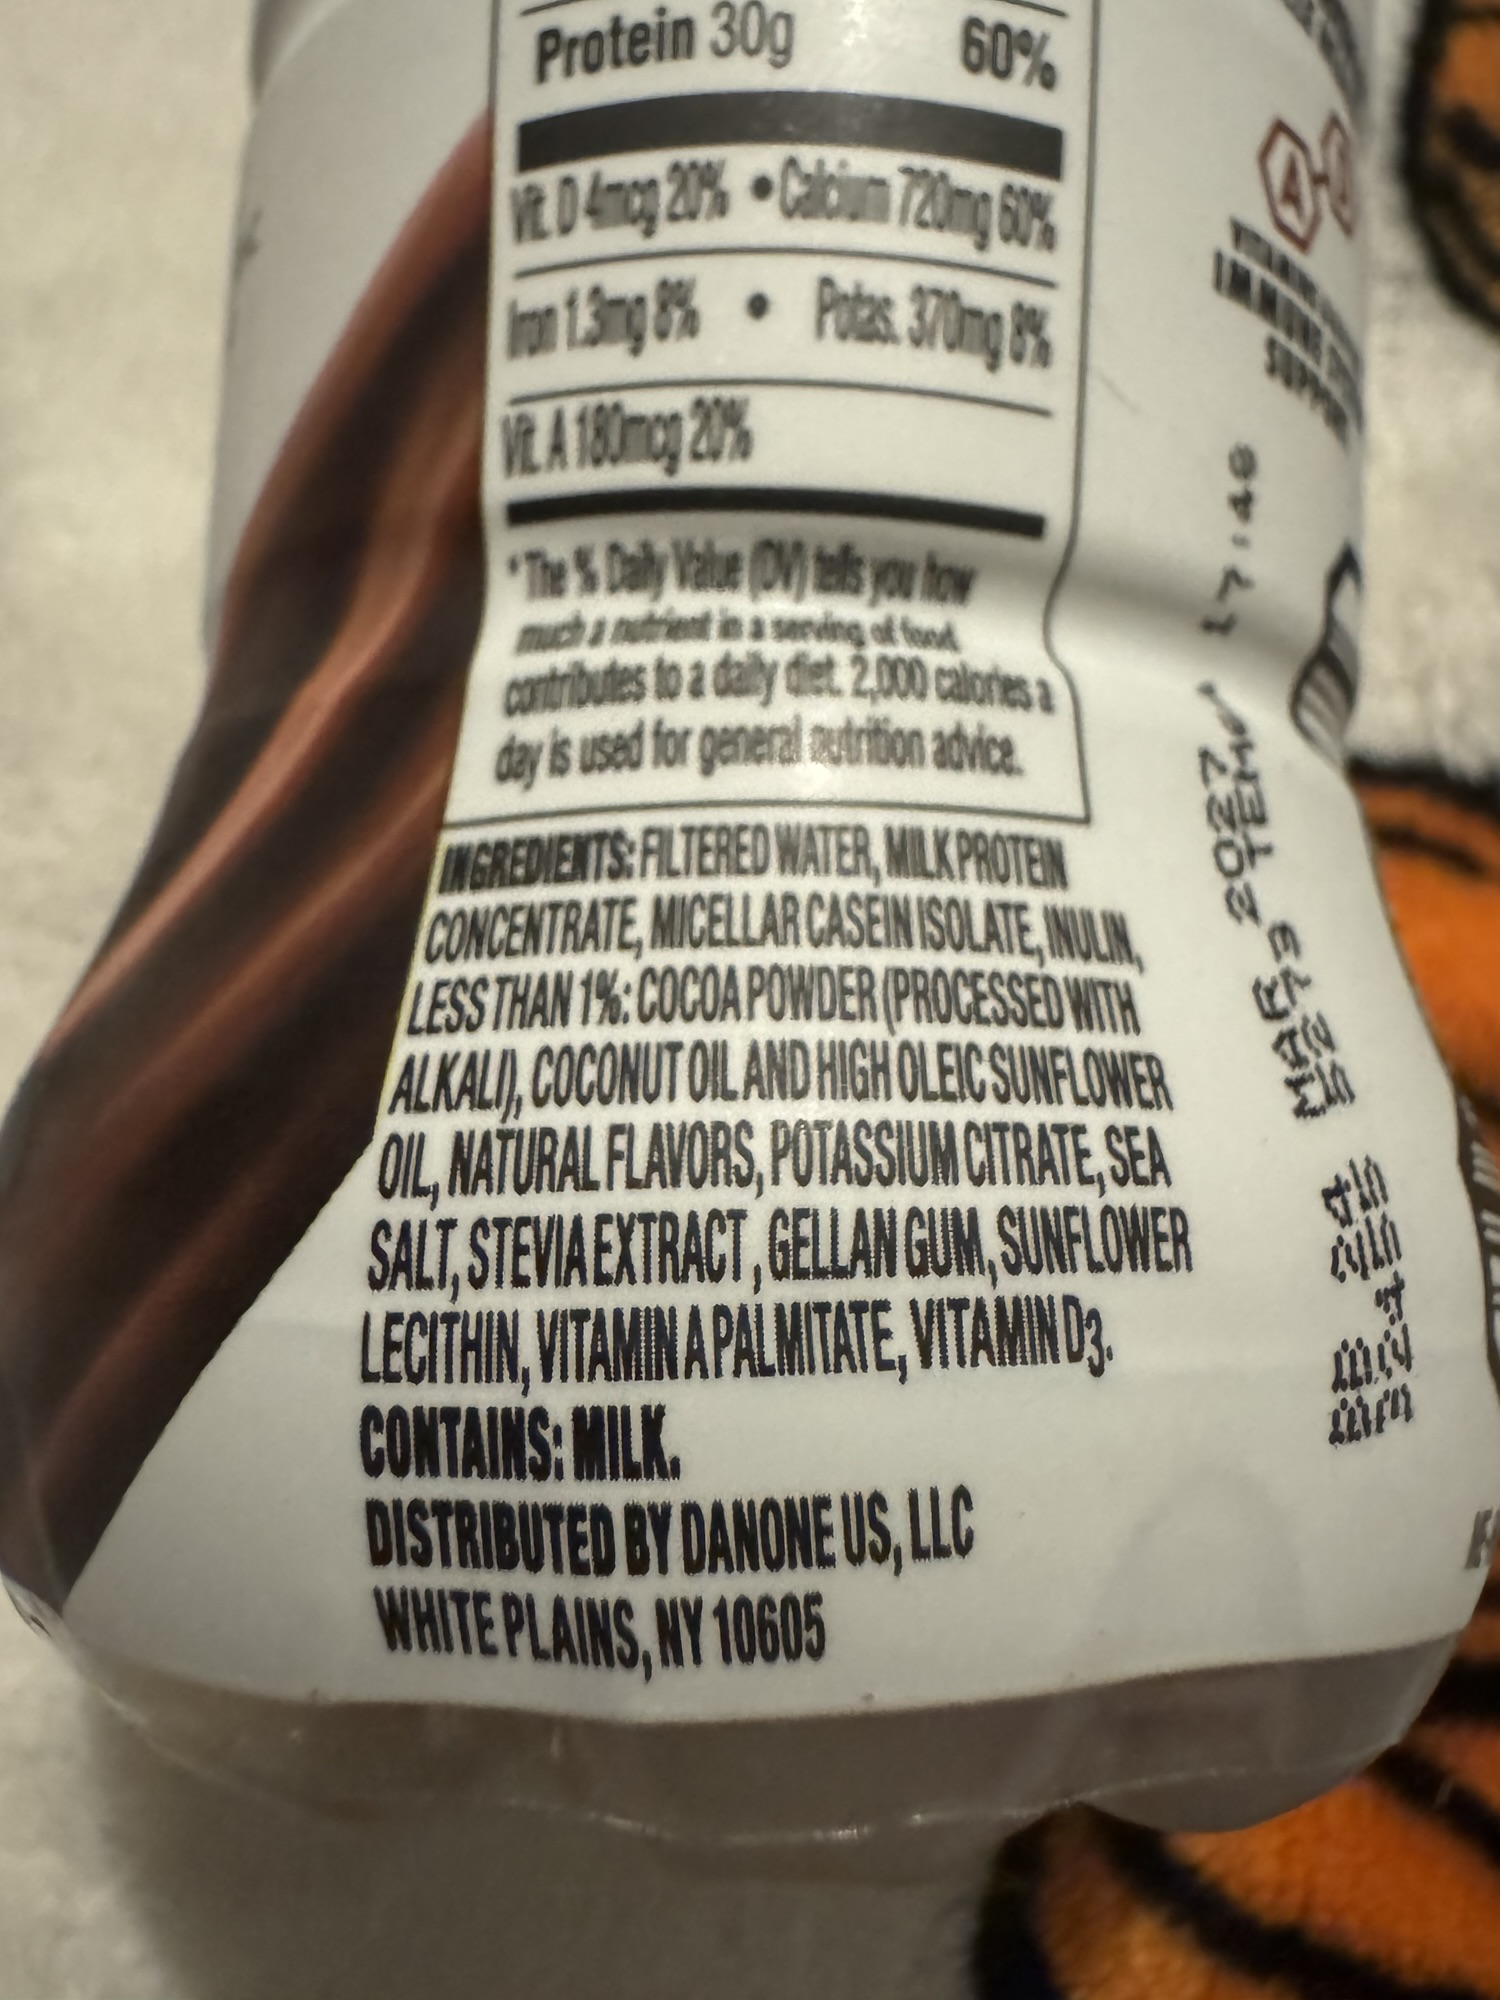 Protein 30g 60%
Vit. D 4mcg 20% • Calcium 720mg 60%
Iron 1.3mg 8% • Potas. 370mg 8%
Vit. A 180mcg 20%
* The % Daily Value (DV) tells you how
much a nutrient in a serving of food
contributes to a daily diet. 2,000 calories a
day is used for general nutrition advice.
INGREDIENTS: FILTERED WATER, MILK PROTEIN
CONCENTRATE, MICELLAR CASEIN ISOLATE, INULIN,
LESS THAN 1%: COCOA POWDER (PROCESSED WITH
ALKALI), COCONUT OIL AND HIGH OLEIC SUNFLOWER
OIL, NATURAL FLAVORS, POTASSIUM CITRATE, SEA
SALT, STEVIA EXTRACT, GELLAN GUM, SUNFLOWER
LECITHIN, VITAMIN A PALMITATE, VITAMIN D3.
CONTAINS: MILK.
DISTRIBUTED BY DANONE US, LLC
WHITE PLAINS, NY 10605
A
IMMUNE
SUPPORT
MAR 2027 17:48